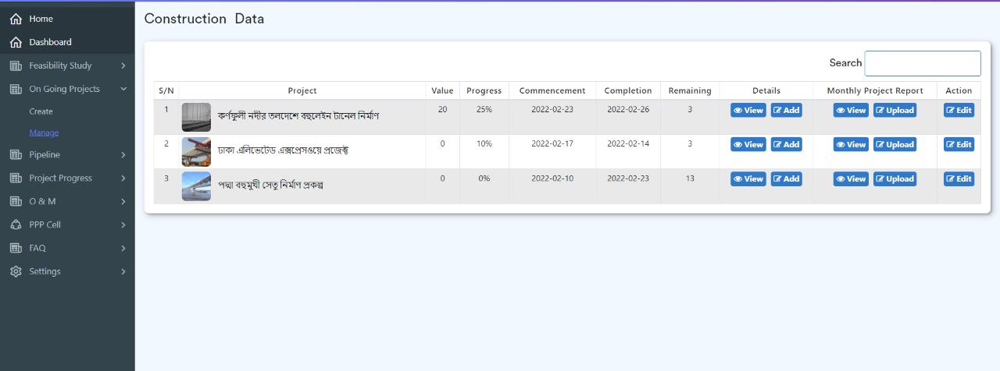 Home
Dashboard
Feasibility Study
On Going Projects
Create
Manage
Pipeline
Project Progress
O & M
PPP Cell
FAQ
Settings
Construction Data
Search
S/N Project Value Progress Commencement Completion Remaining Details Monthly Project Report Action
1 কর্ণফুলী নদীর তলদেশে বহুলেইন টানেল নির্মাণ 20 25% 2022-02-23 2022-02-26 3 View Add View Upload Edit
2 ঢাকা এলিভেটেড এক্সপ্রেসওয়ে প্রজেক্ট 0 10% 2022-02-17 2022-02-14 3 View Add View Upload Edit
3 পদ্মা বহুমুখী সেতু নির্মাণ প্রকল্প 0 0% 2022-02-10 2022-02-23 13 View Add View Upload Edit